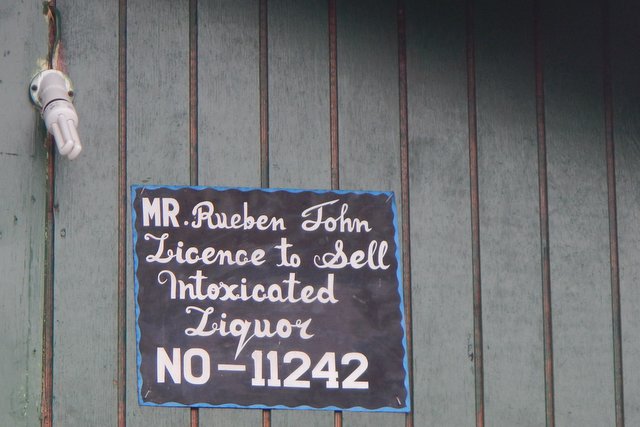 MR. Rueben John
Licence to Sell
Intoxicated
Liquor
NO-11242